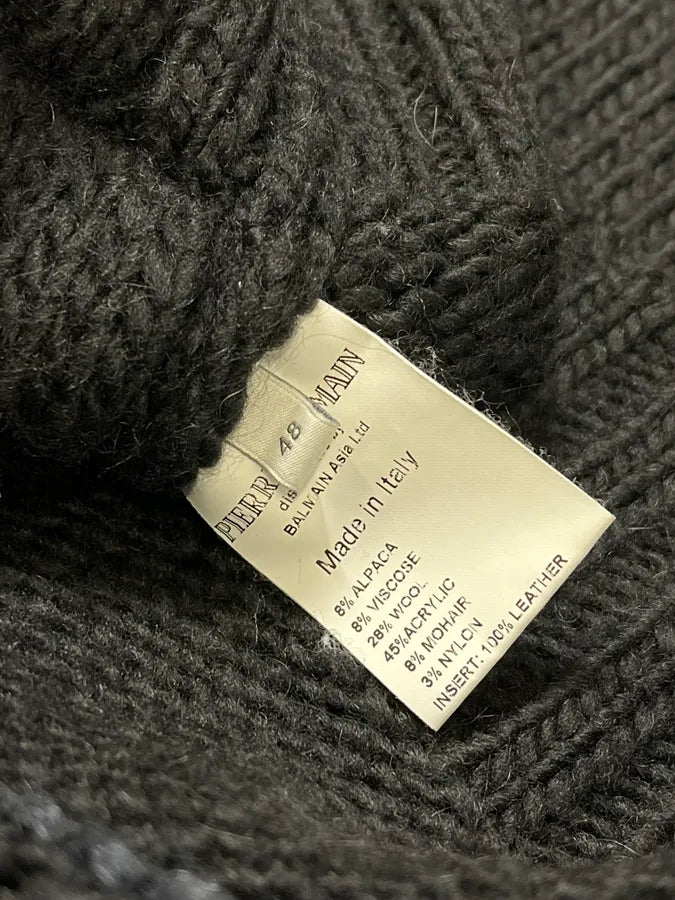 PIERR MAIN
48
dis
BALMAIN Asia Ltd
Made in Italy
8% ALPACA
8% VISCOSE
28% WOOL
45%ACRYLIC
8% MOHAIR
3% NYLON
INSERT: 100% LEATHER